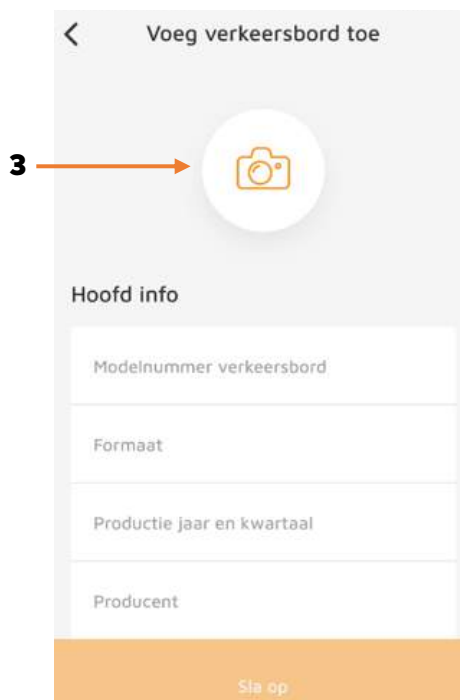 Voeg verkeersbord toe
3
Hoofd info
Modelnummer verkeersbord
Formaat
Productie jaar en kwartaal
Producent
Sla op